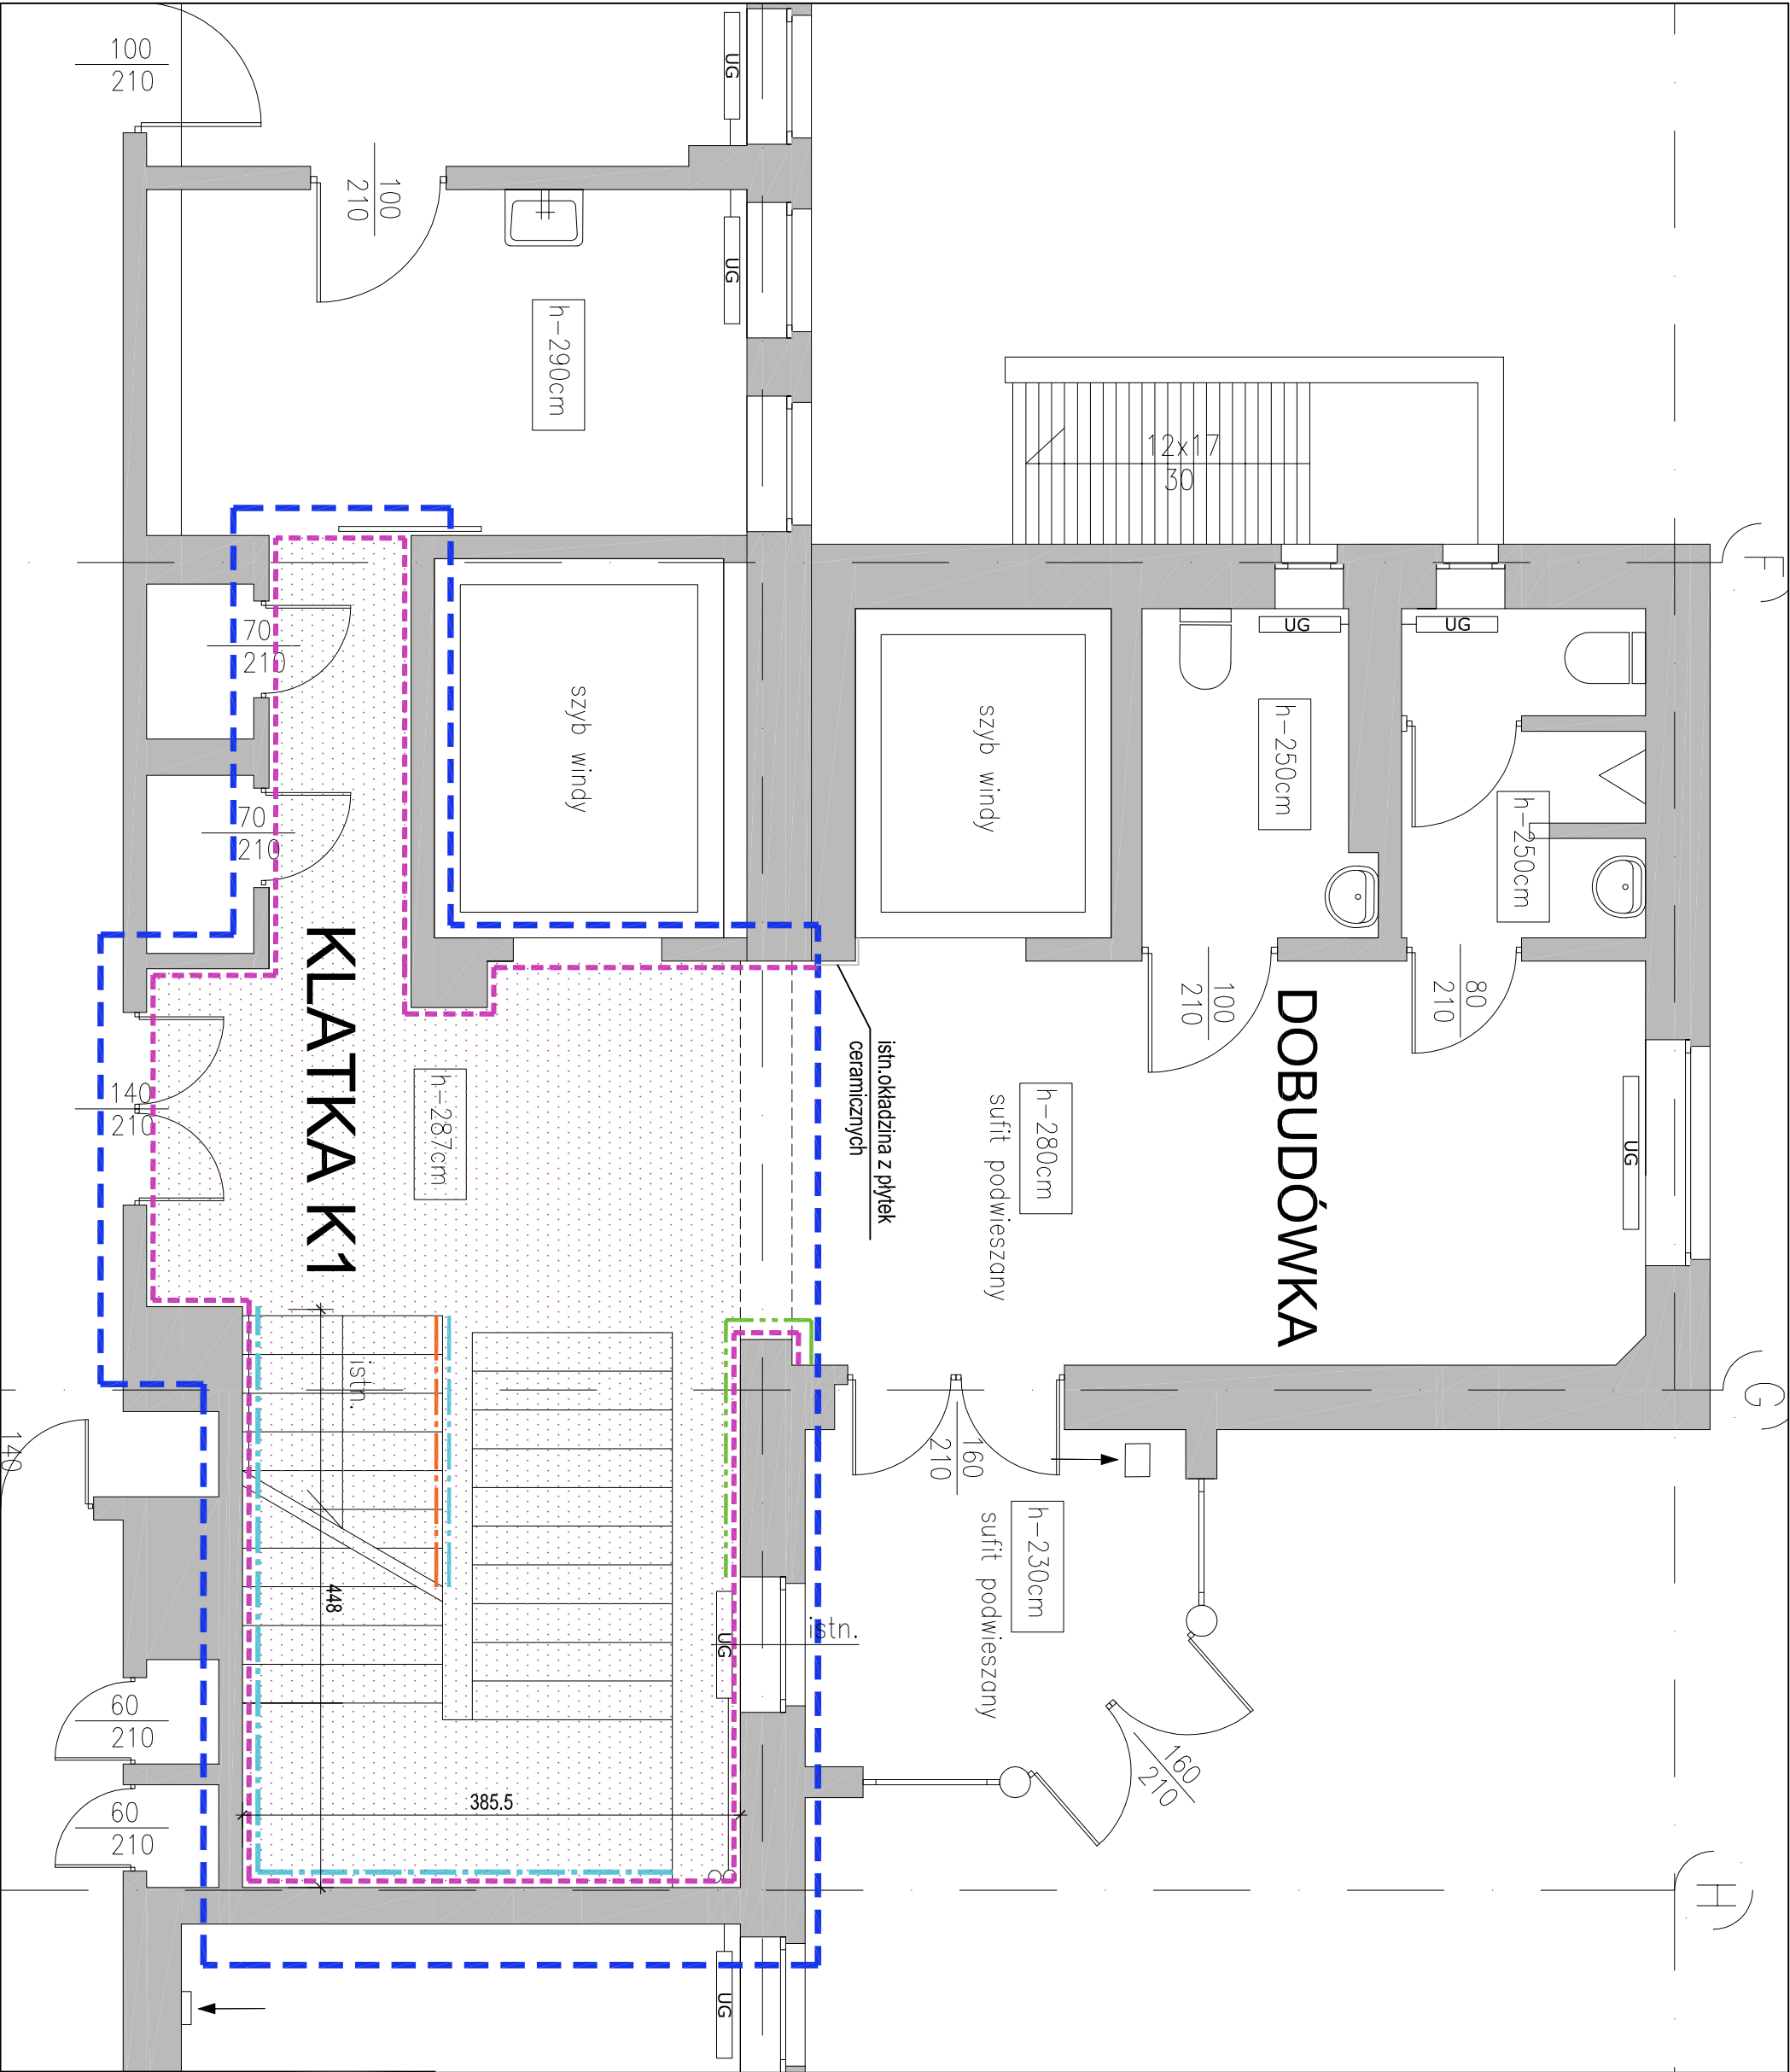 100
210
UG
100
210
UG
h-290cm
12x17
30
F
70
210
szyb windy
szyb windy
UG
UG
h-250cm
h-250cm
70
210
KLATKA K1
DOBUDÓWKA
100
210
80
210
istn.okładzina z płytek
ceramicznych
140
210
h-287cm
h-280cm
sufit podwieszany
UG
istn.
G
140
160
210
h-230cm
sufit podwieszany
448
UG
istn.
60
210
160
210
385.5
60
210
H
UG